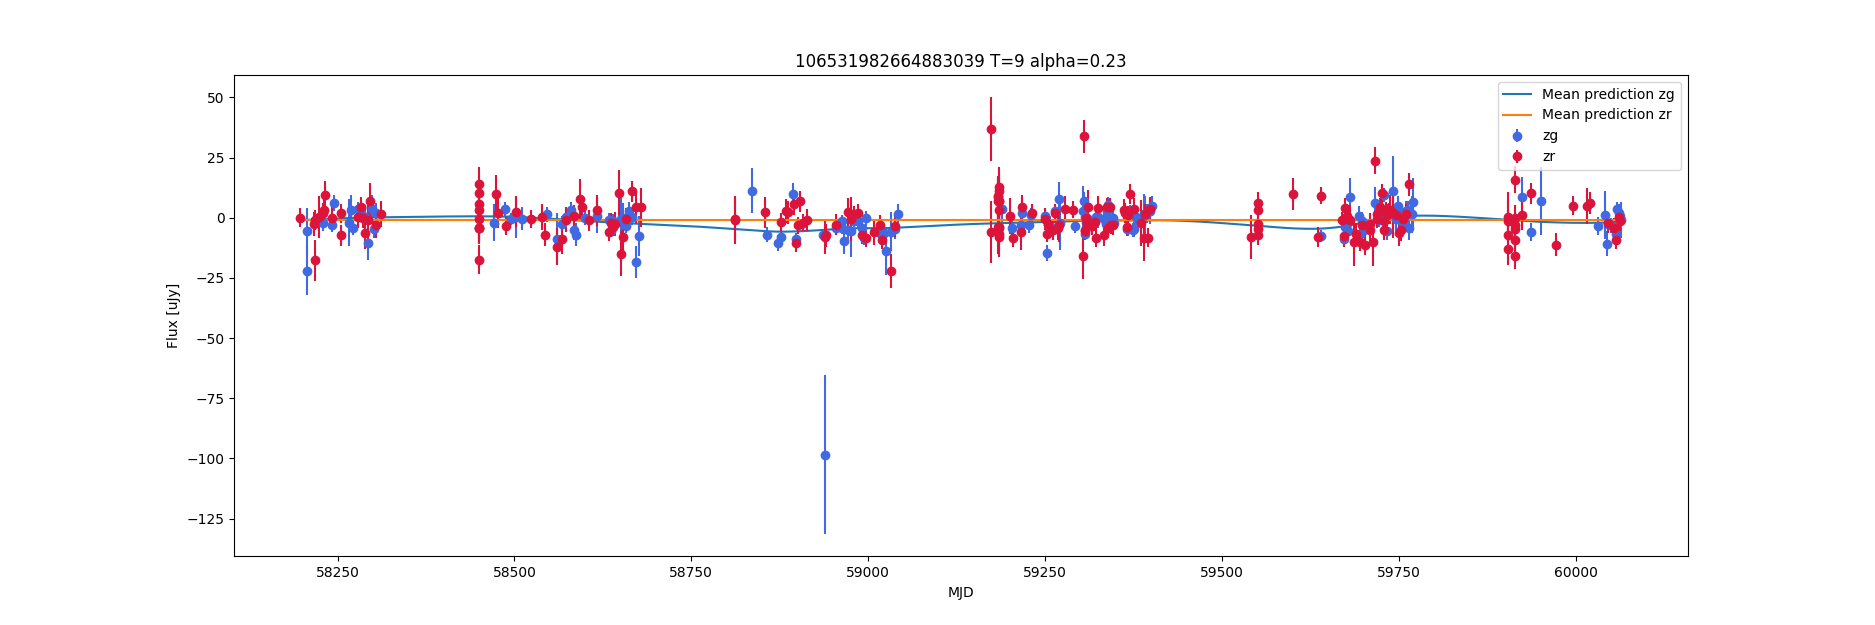 106531982664883039 T=9 alpha=0.23
Mean prediction zg
Mean prediction zr
zg
zr
Flux [uJy]
50
25
0
−25
−50
−75
−100
−125
58250 58500 58750 59000 59250 59500 59750 60000
MJD